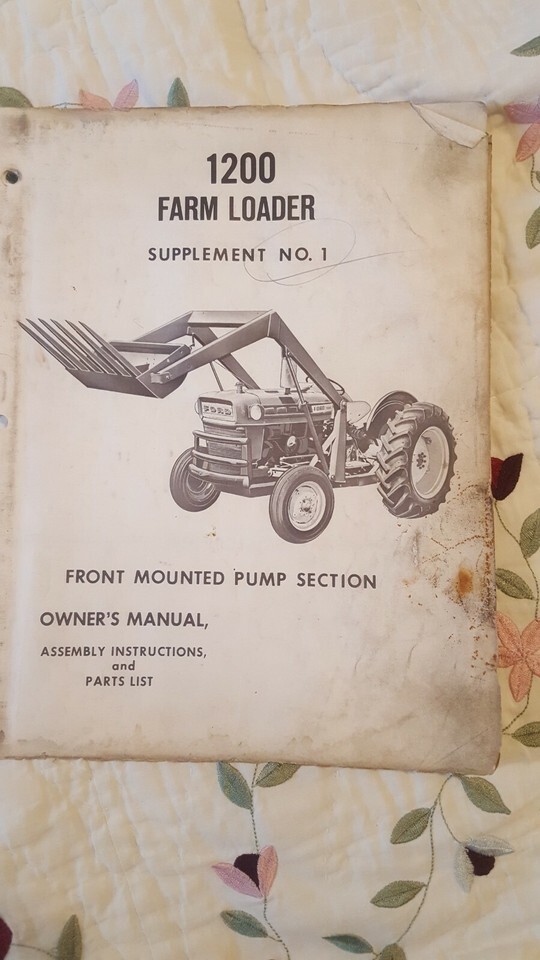 1200
FARM LOADER
SUPPLEMENT NO. 1
FORD
FRONT MOUNTED PUMP SECTION
OWNER'S MANUAL,
ASSEMBLY INSTRUCTIONS,
and
PARTS LIST